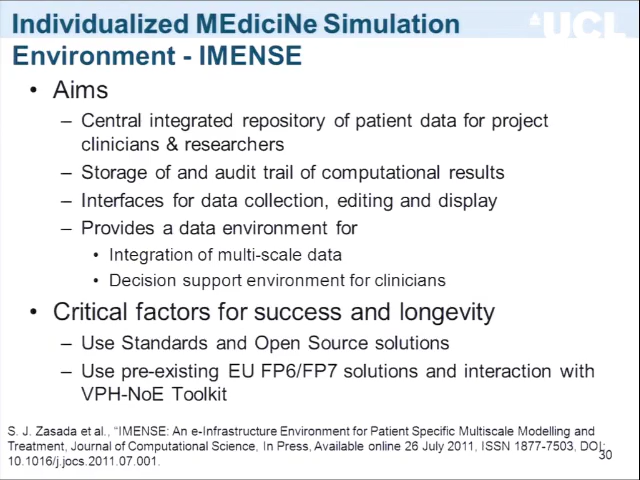 Individualized MEdiciNe Simulation
UCL
Environment - IMENSE
• Aims
– Central integrated repository of patient data for project
clinicians & researchers
– Storage of and audit trail of computational results
– Interfaces for data collection, editing and display
– Provides a data environment for
• Integration of multi-scale data
• Decision support environment for clinicians
• Critical factors for success and longevity
– Use Standards and Open Source solutions
– Use pre-existing EU FP6/FP7 solutions and interaction with
VPH-NoE Toolkit
S. J. Zasada et al., “IMENSE: An e-Infrastructure Environment for Patient Specific Multiscale Modelling and
Treatment, Journal of Computational Science, In Press, Available online 26 July 2011, ISSN 1877-7503, DOI:
10.1016/j.jocs.2011.07.001.
30